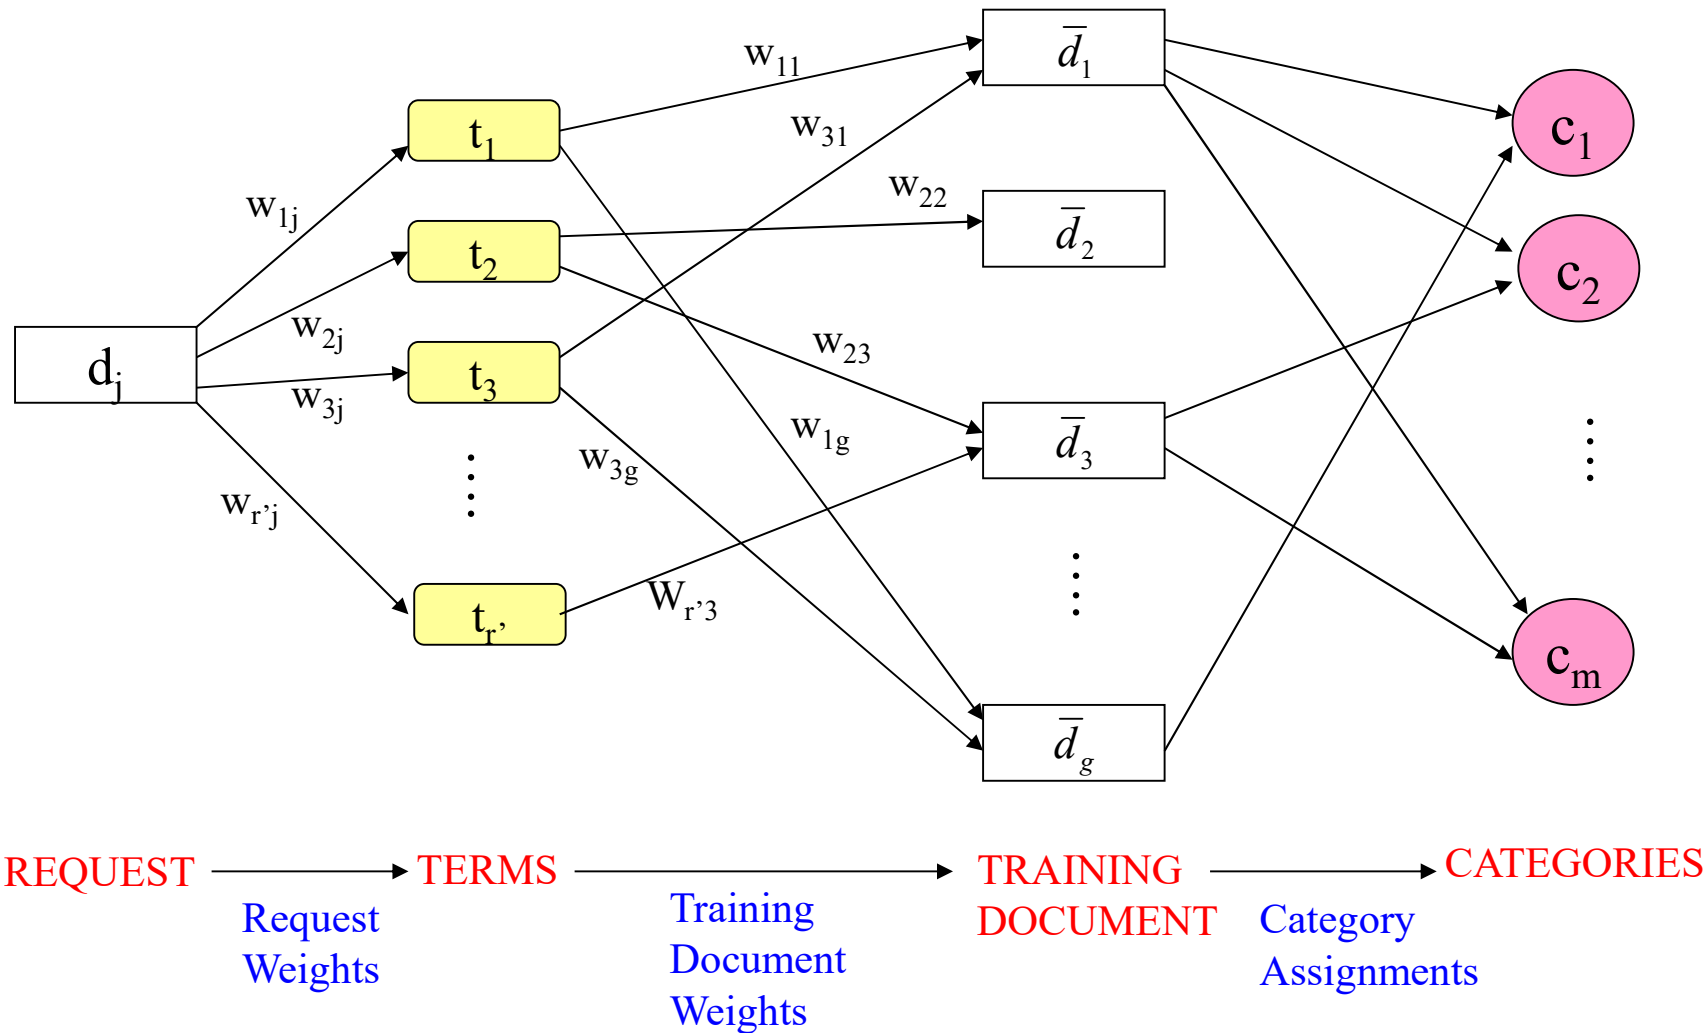 w₁₁
d̄₁
t₁
w₃₁
c₁
w₁ⱼ
w₂₂
d̄₂
t₂
c₂
w₂ⱼ
dⱼ
t₃
w₂₃
w₃ⱼ
w₁g
d̄₃
w₃g
wr’j
tr’
Wr’3
cₘ
d̄g
REQUEST
TERMS
TRAINING
DOCUMENT
CATEGORIES
Request
Weights
Training
Document
Weights
Category
Assignments